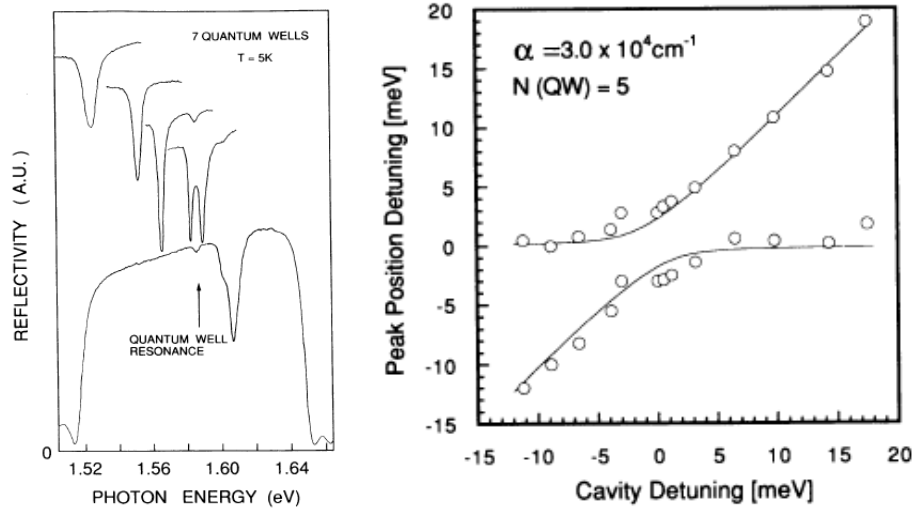 7 QUANTUM WELLS
T = 5K
REFLECTIVITY (A.U.)
QUANTUM WELL
RESONANCE
0
1.52 1.56 1.60 1.64
PHOTON ENERGY (eV)
α = 3.0 x 10⁴cm⁻¹
N (QW) = 5
Peak Position Detuning [meV]
20
15
10
5
0
-5
-10
-15
-15 -10 -5 0 5 10 15 20
Cavity Detuning [meV]